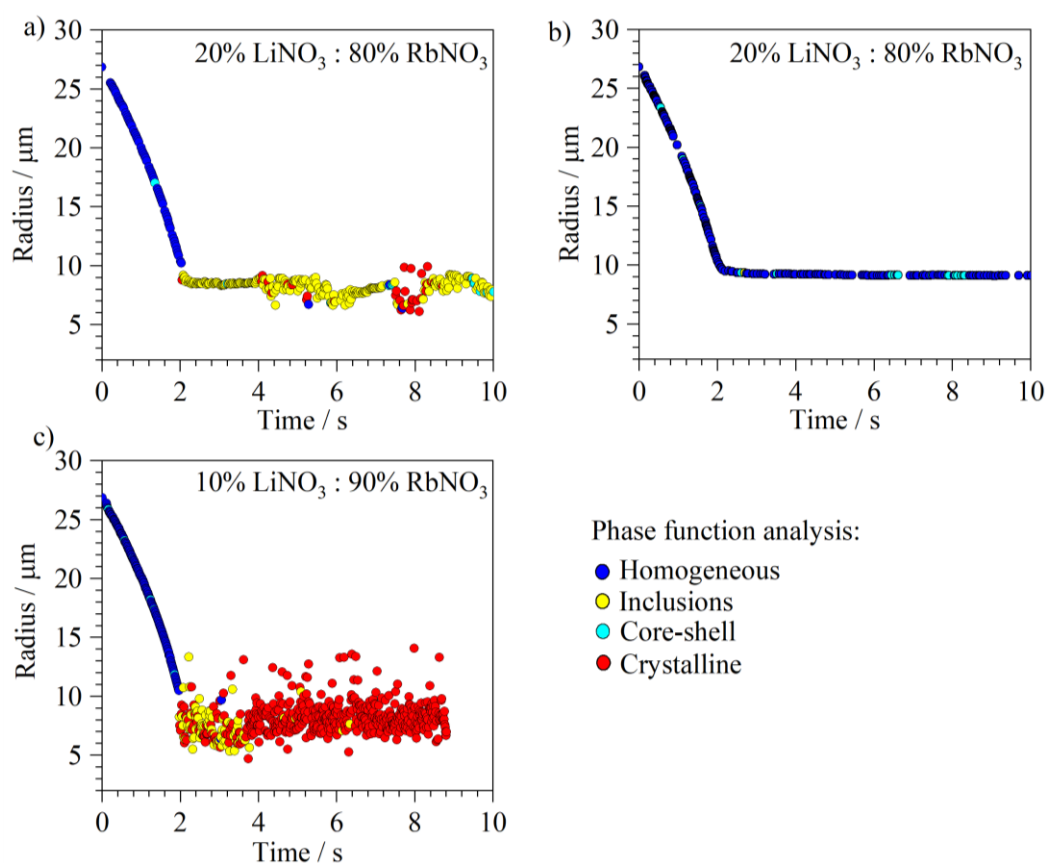 a)
20% LiNO₃ : 80% RbNO₃
30
25
20
15
10
5
Radius / µm
0 2 4 6 8 10
Time / s
b)
20% LiNO₃ : 80% RbNO₃
30
25
20
15
10
5
Radius / µm
0 2 4 6 8 10
Time / s
c)
10% LiNO₃ : 90% RbNO₃
30
25
20
15
10
5
Radius / µm
0 2 4 6 8 10
Time / s
Phase function analysis:
Homogeneous
Inclusions
Core-shell
Crystalline